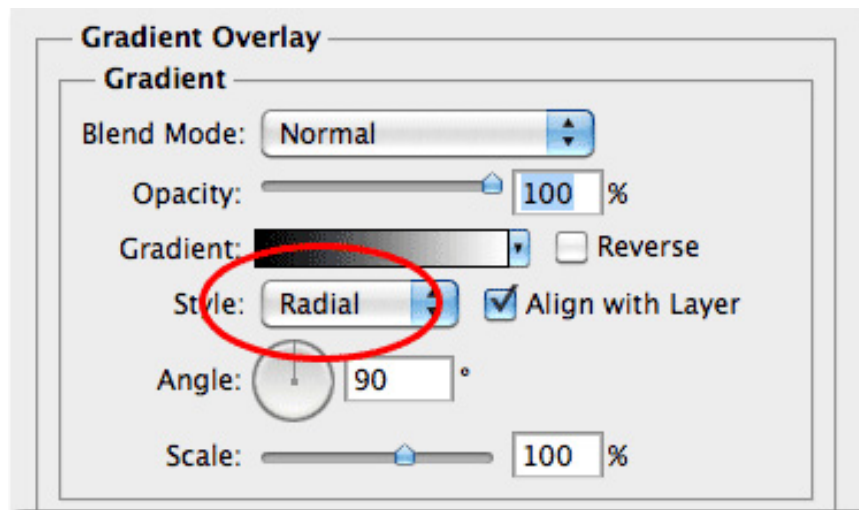 Gradient Overlay
Gradient
Blend Mode: Normal
Opacity: 100 %
Gradient: Reverse
Style: Radial Align with Layer
Angle: 90 °
Scale: 100 %